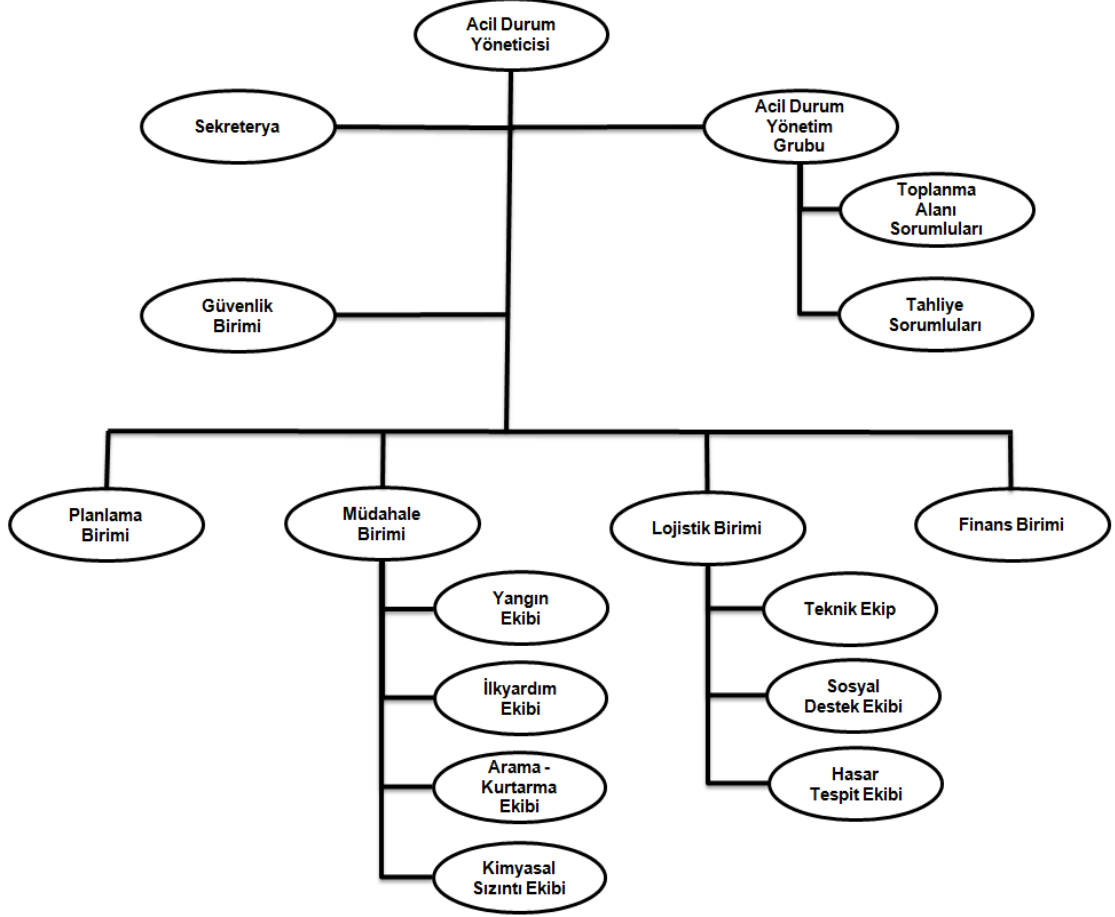 Acil Durum
Yöneticisi
Sekreterya
Acil Durum
Yönetim
Grubu
Toplanma
Alanı
Sorumluları
Güvenlik
Birimi
Tahliye
Sorumluları
Planlama
Birimi
Müdahale
Birimi
Lojistik Birimi
Finans Birimi
Yangın
Ekibi
İlkyardım
Ekibi
Arama -
Kurtarma
Ekibi
Kimyasal
Sızıntı Ekibi
Teknik Ekip
Sosyal
Destek Ekibi
Hasar
Tespit Ekibi